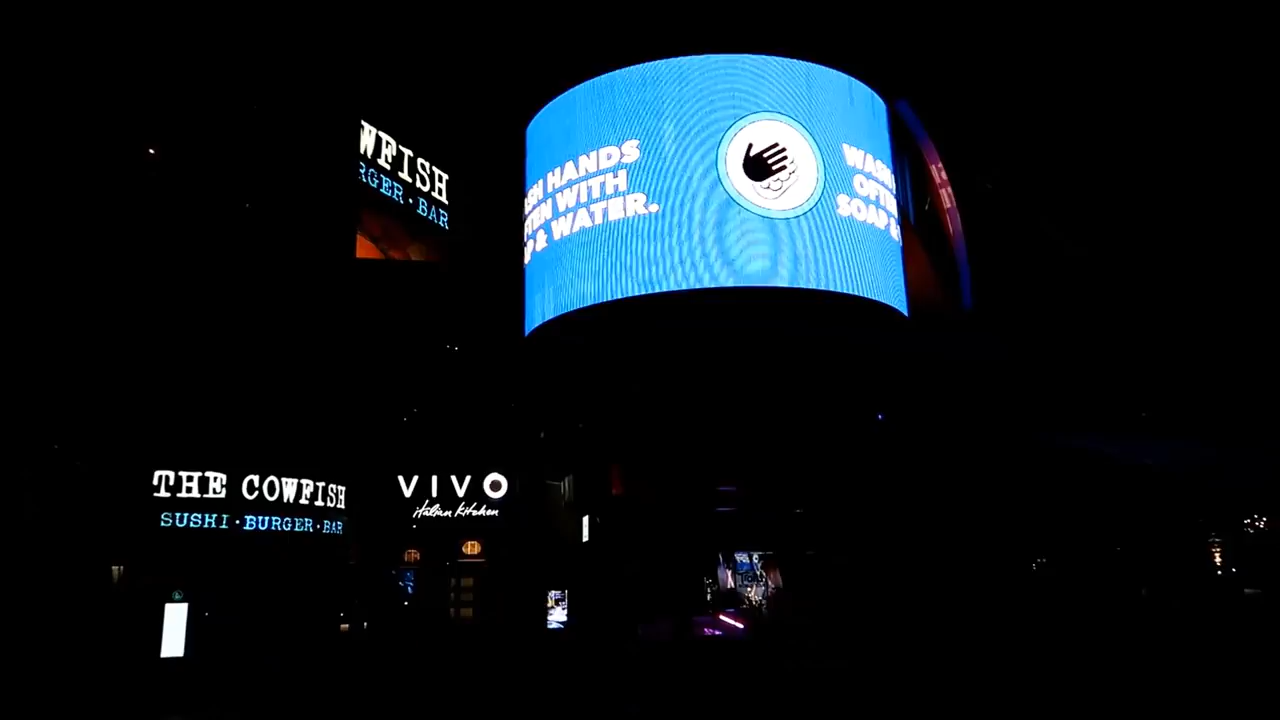 WFISH
RGER · BAR
SH HANDS
TEN WITH
P & WATER.
WASH
OFTE
SOAP &
THE COWFISH
SUSHI · BURGER · BAR
VIVO
italian kitchen